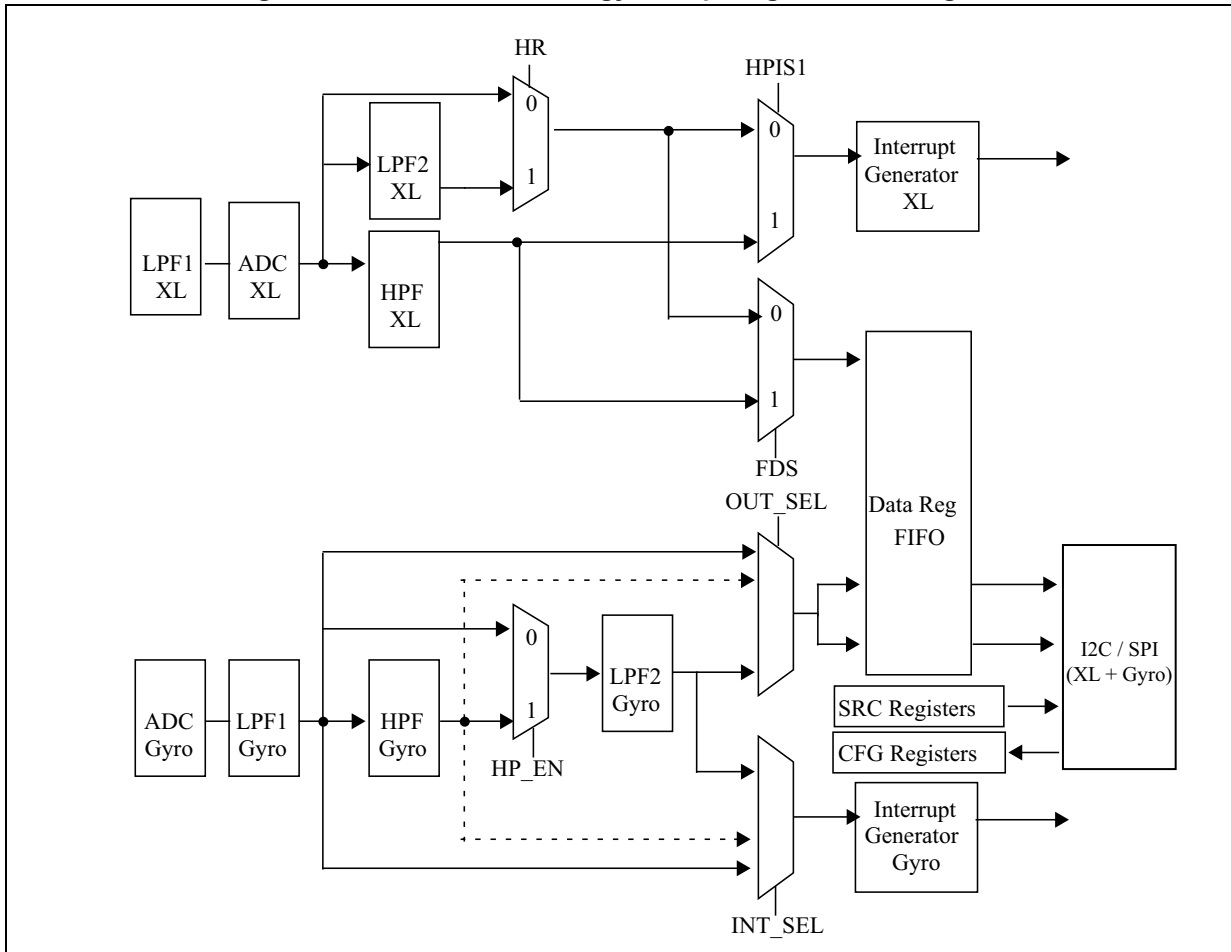 HR
HPIS1
0
1
LPF2
XL
0
1
Interrupt
Generator
XL
LPF1
XL
ADC
XL
HPF
XL
0
1
FDS
OUT_SEL
Data Reg
FIFO
0
1
HP_EN
LPF2
Gyro
ADC
Gyro
LPF1
Gyro
HPF
Gyro
I2C / SPI
(XL + Gyro)
SRC Registers
CFG Registers
Interrupt
Generator
Gyro
INT_SEL